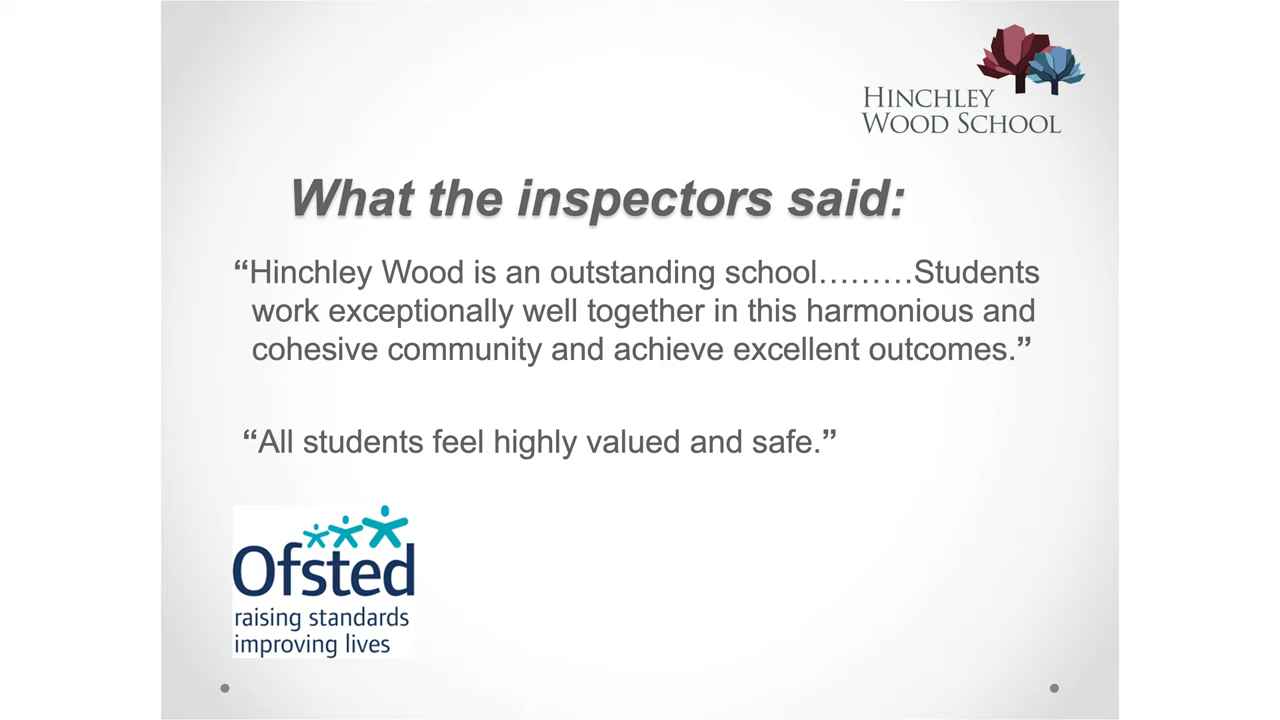 HINCHLEY
WOOD SCHOOL
What the inspectors said:
“Hinchley Wood is an outstanding school………Students
work exceptionally well together in this harmonious and
cohesive community and achieve excellent outcomes.”
“All students feel highly valued and safe.”
Ofsted
raising standards
improving lives